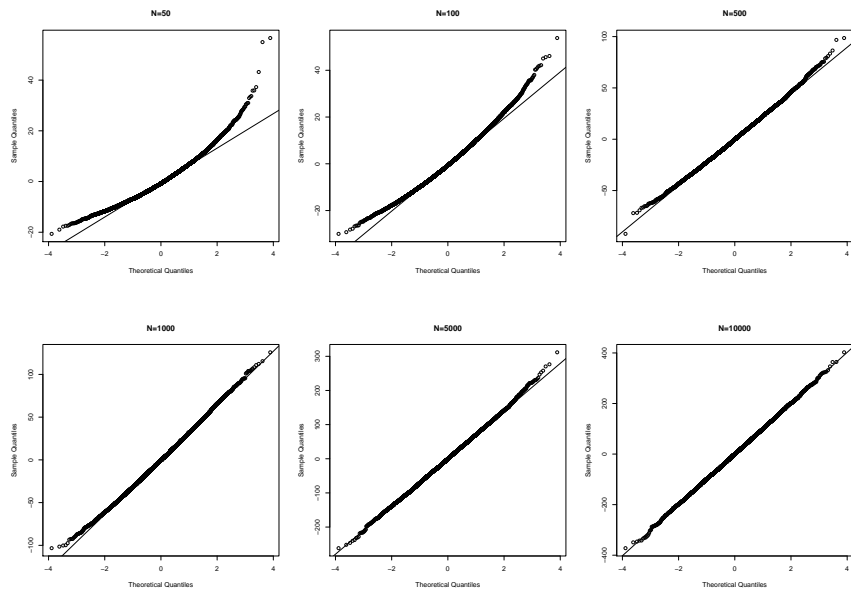 N=50
N=100
N=500
Sample Quantiles
−20 0 20 40
−4 −2 0 2 4
Theoretical Quantiles
Sample Quantiles
−20 0 20 40
−4 −2 0 2 4
Theoretical Quantiles
Sample Quantiles
−50 0 50 100
−4 −2 0 2 4
Theoretical Quantiles
N=1000
N=5000
N=10000
Sample Quantiles
−100 −50 0 50 100
−4 −2 0 2 4
Theoretical Quantiles
Sample Quantiles
−200 −100 0 100 200 300
−4 −2 0 2 4
Theoretical Quantiles
Sample Quantiles
−400 −200 0 200 400
−4 −2 0 2 4
Theoretical Quantiles